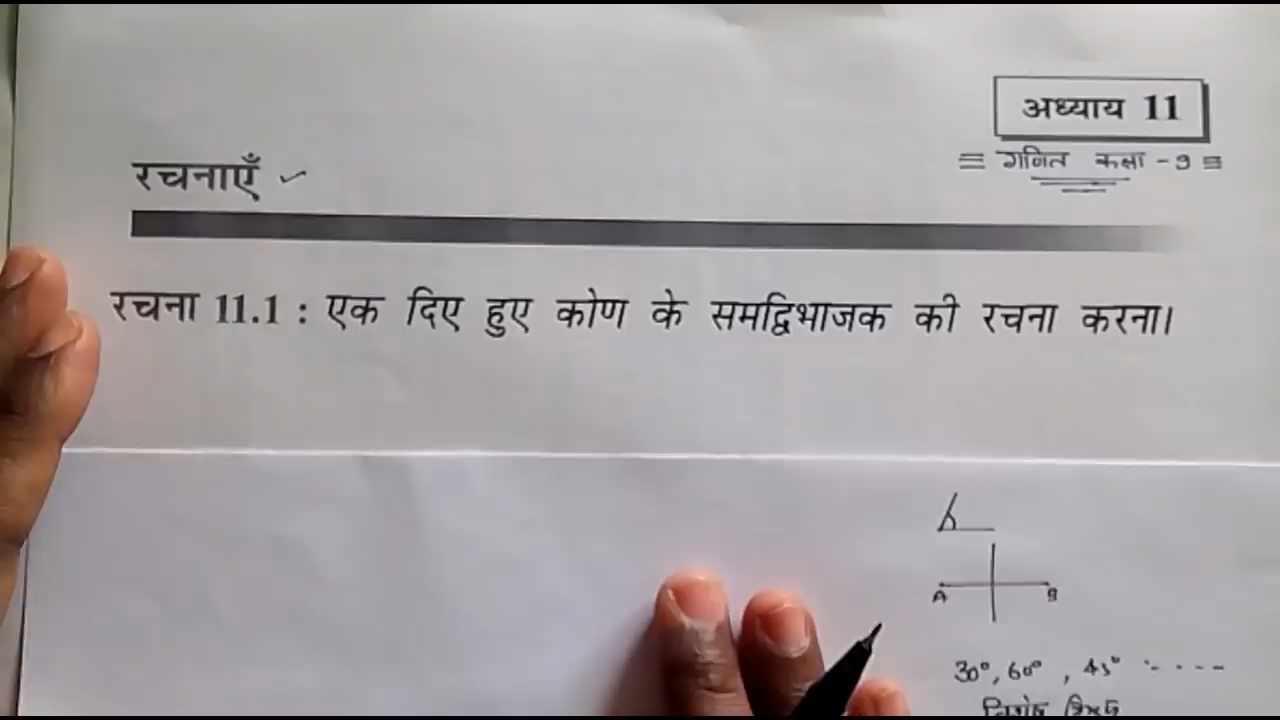 अध्याय 11
गणित कक्षा - 9
रचनाएँ
रचना 11.1 : एक दिए हुए कोण के समद्विभाजक की रचना करना।
A B
30°, 60°, 45° - - - -